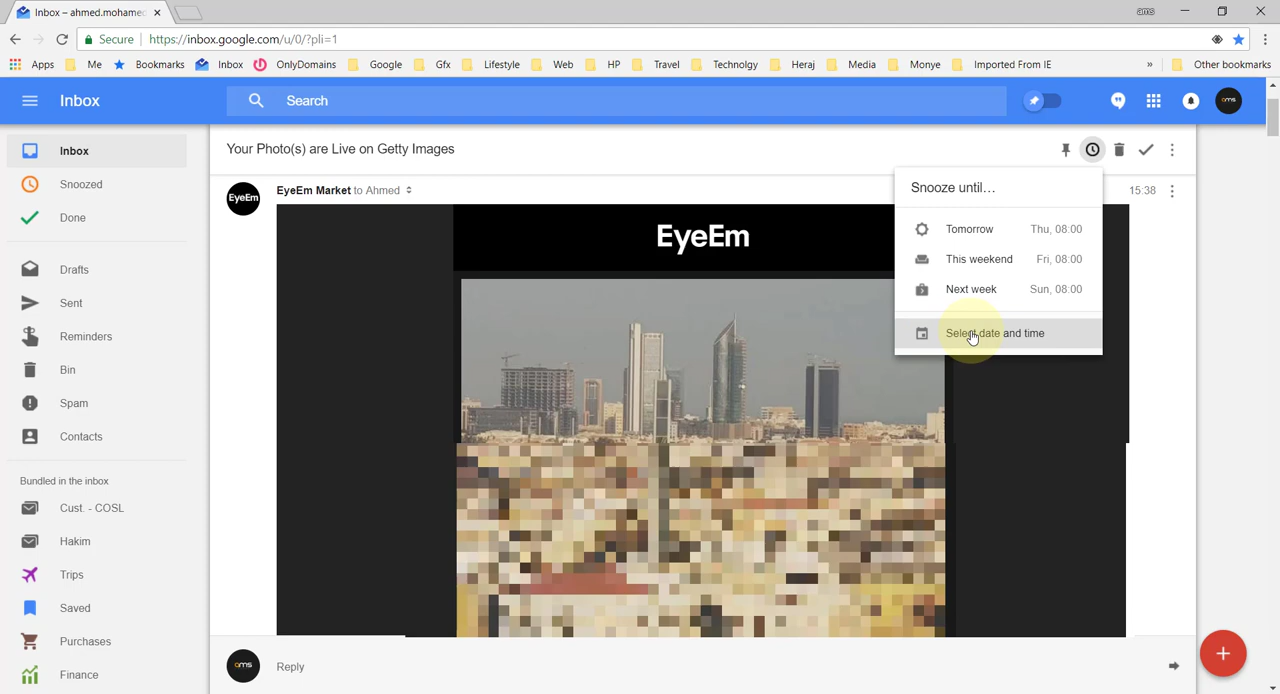 Inbox – ahmed.mohamed
ams
Secure
https://inbox.google.com/u/0/?pli=1
Apps
Me
Bookmarks
Inbox
OnlyDomains
Google
Gfx
Lifestyle
Web
HP
Travel
Technolgy
Heraj
Media
Monye
Imported From IE
»
Other bookmarks
Inbox
Search
ams
Inbox
Snoozed
Done
Drafts
Sent
Reminders
Bin
Spam
Contacts
Bundled in the inbox
Cust. - COSL
Hakim
Trips
Saved
Purchases
Finance
Your Photo(s) are Live on Getty Images
EyeEm
EyeEm Market to Ahmed
15:38
EyeEm
Snooze until…
Tomorrow Thu, 08:00
This weekend Fri, 08:00
Next week Sun, 08:00
Select date and time
ams
Reply